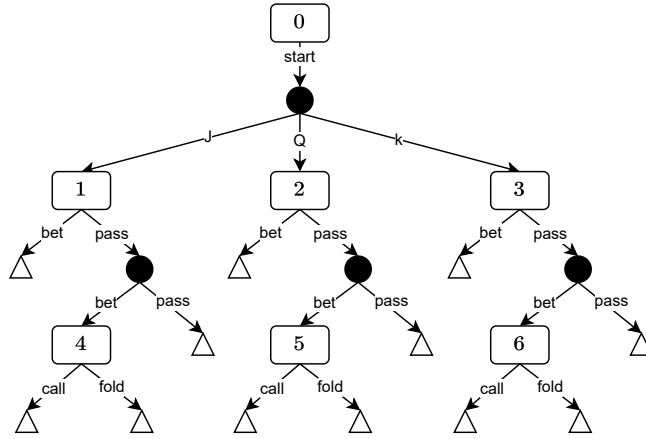 0
start
J Q k
1 2 3
bet pass bet pass bet pass
bet pass bet pass bet pass
4 5 6
call fold call fold call fold